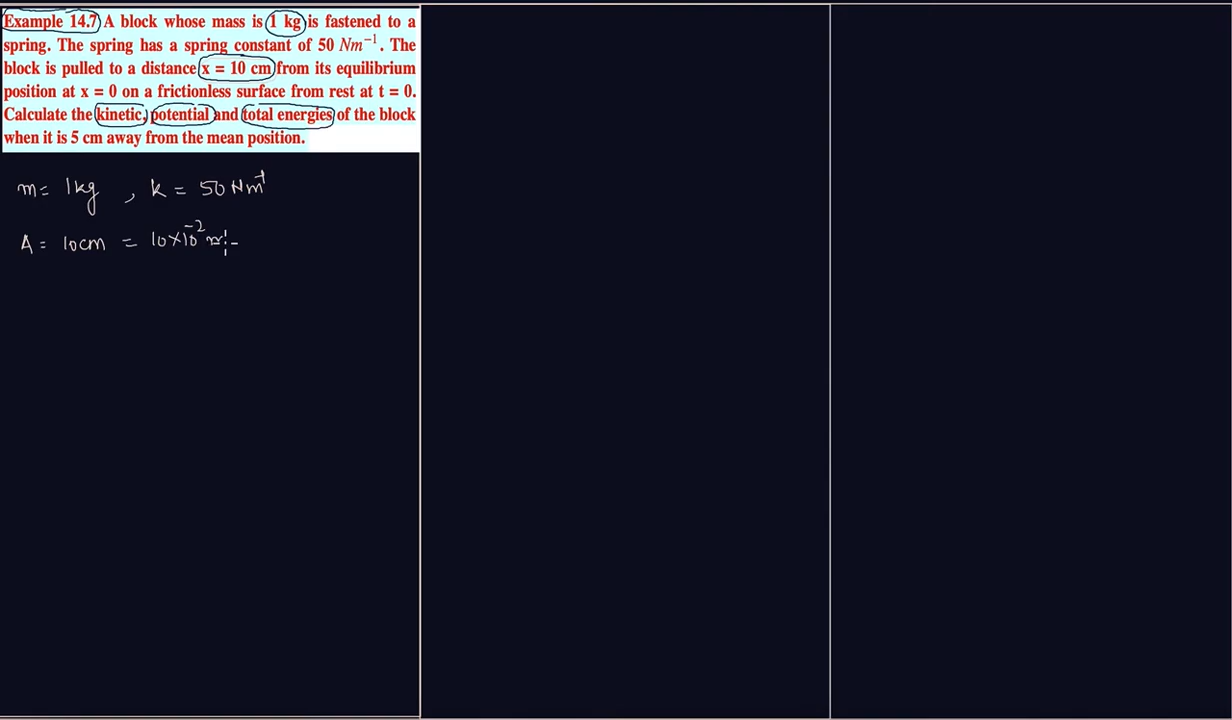 Example 14.7 A block whose mass is 1 kg is fastened to a
spring. The spring has a spring constant of 50 Nm⁻¹. The
block is pulled to a distance x = 10 cm from its equilibrium
position at x = 0 on a frictionless surface from rest at t = 0.
Calculate the kinetic, potential and total energies of the block
when it is 5 cm away from the mean position.
m = 1kg , k = 50 Nm⁻¹
A = 10cm = 10×10⁻² m